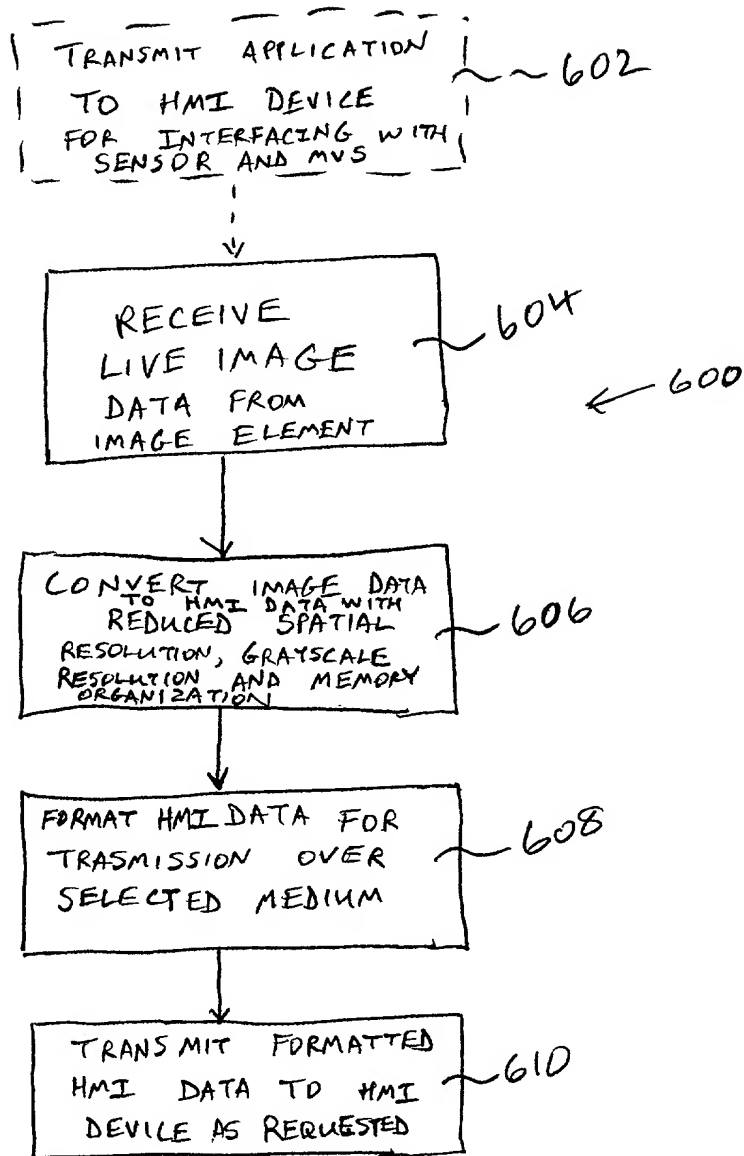 TRANSMIT APPLICATION
TO HMI DEVICE
FOR INTERFACING WITH
SENSOR AND MVS
602
RECEIVE
LIVE IMAGE
DATA FROM
IMAGE ELEMENT
604
600
CONVERT IMAGE DATA
TO HMI DATA WITH
REDUCED SPATIAL
RESOLUTION, GRAYSCALE
RESOLUTION AND MEMORY
ORGANIZATION
606
FORMAT HMI DATA FOR
TRASMISSION OVER
SELECTED MEDIUM
608
TRANSMIT FORMATTED
HMI DATA TO HMI
DEVICE AS REQUESTED
610